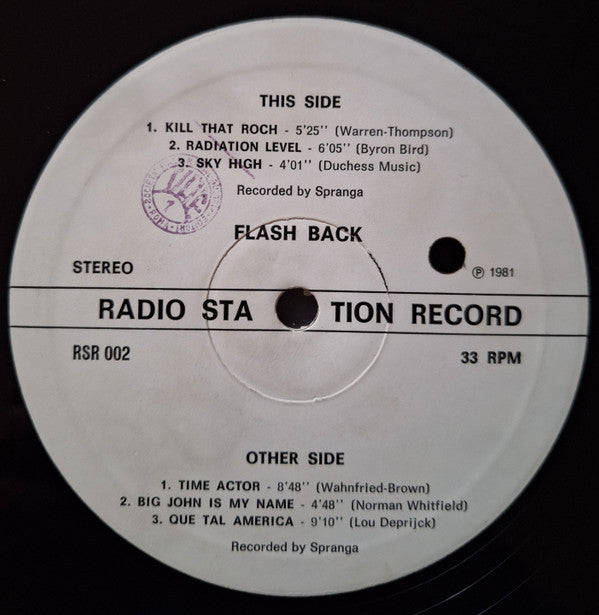 THIS SIDE
1. KILL THAT ROCH - 5'25'' (Warren-Thompson)
2. RADIATION LEVEL - 6'05'' (Byron Bird)
3. SKY HIGH - 4'01'' (Duchess Music)
Recorded by Spranga
FLASH BACK
STEREO
℗ 1981
RADIO STATION RECORD
RSR 002
33 RPM
OTHER SIDE
1. TIME ACTOR - 8'48'' (Wahnfried-Brown)
2. BIG JOHN IS MY NAME - 4'48'' (Norman Whitfield)
3. QUE TAL AMERICA - 9'10'' (Lou Deprijck)
Recorded by Spranga